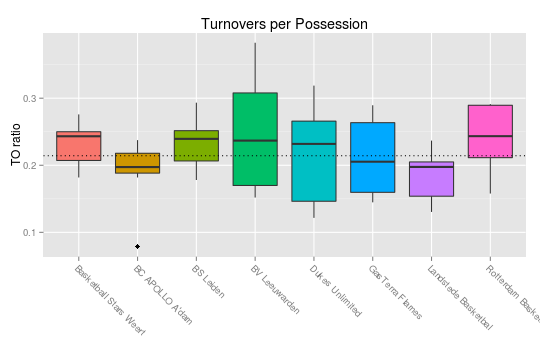 Turnovers per Possession
TO ratio
0.3
0.2
0.1
Basketball Stars Weert
BC APOLLO A'dam
BS Leiden
BV Leeuwarden
Dukes Unlimited
GasTerra Flames
Landstede Basketbal
Rotterdam Baske